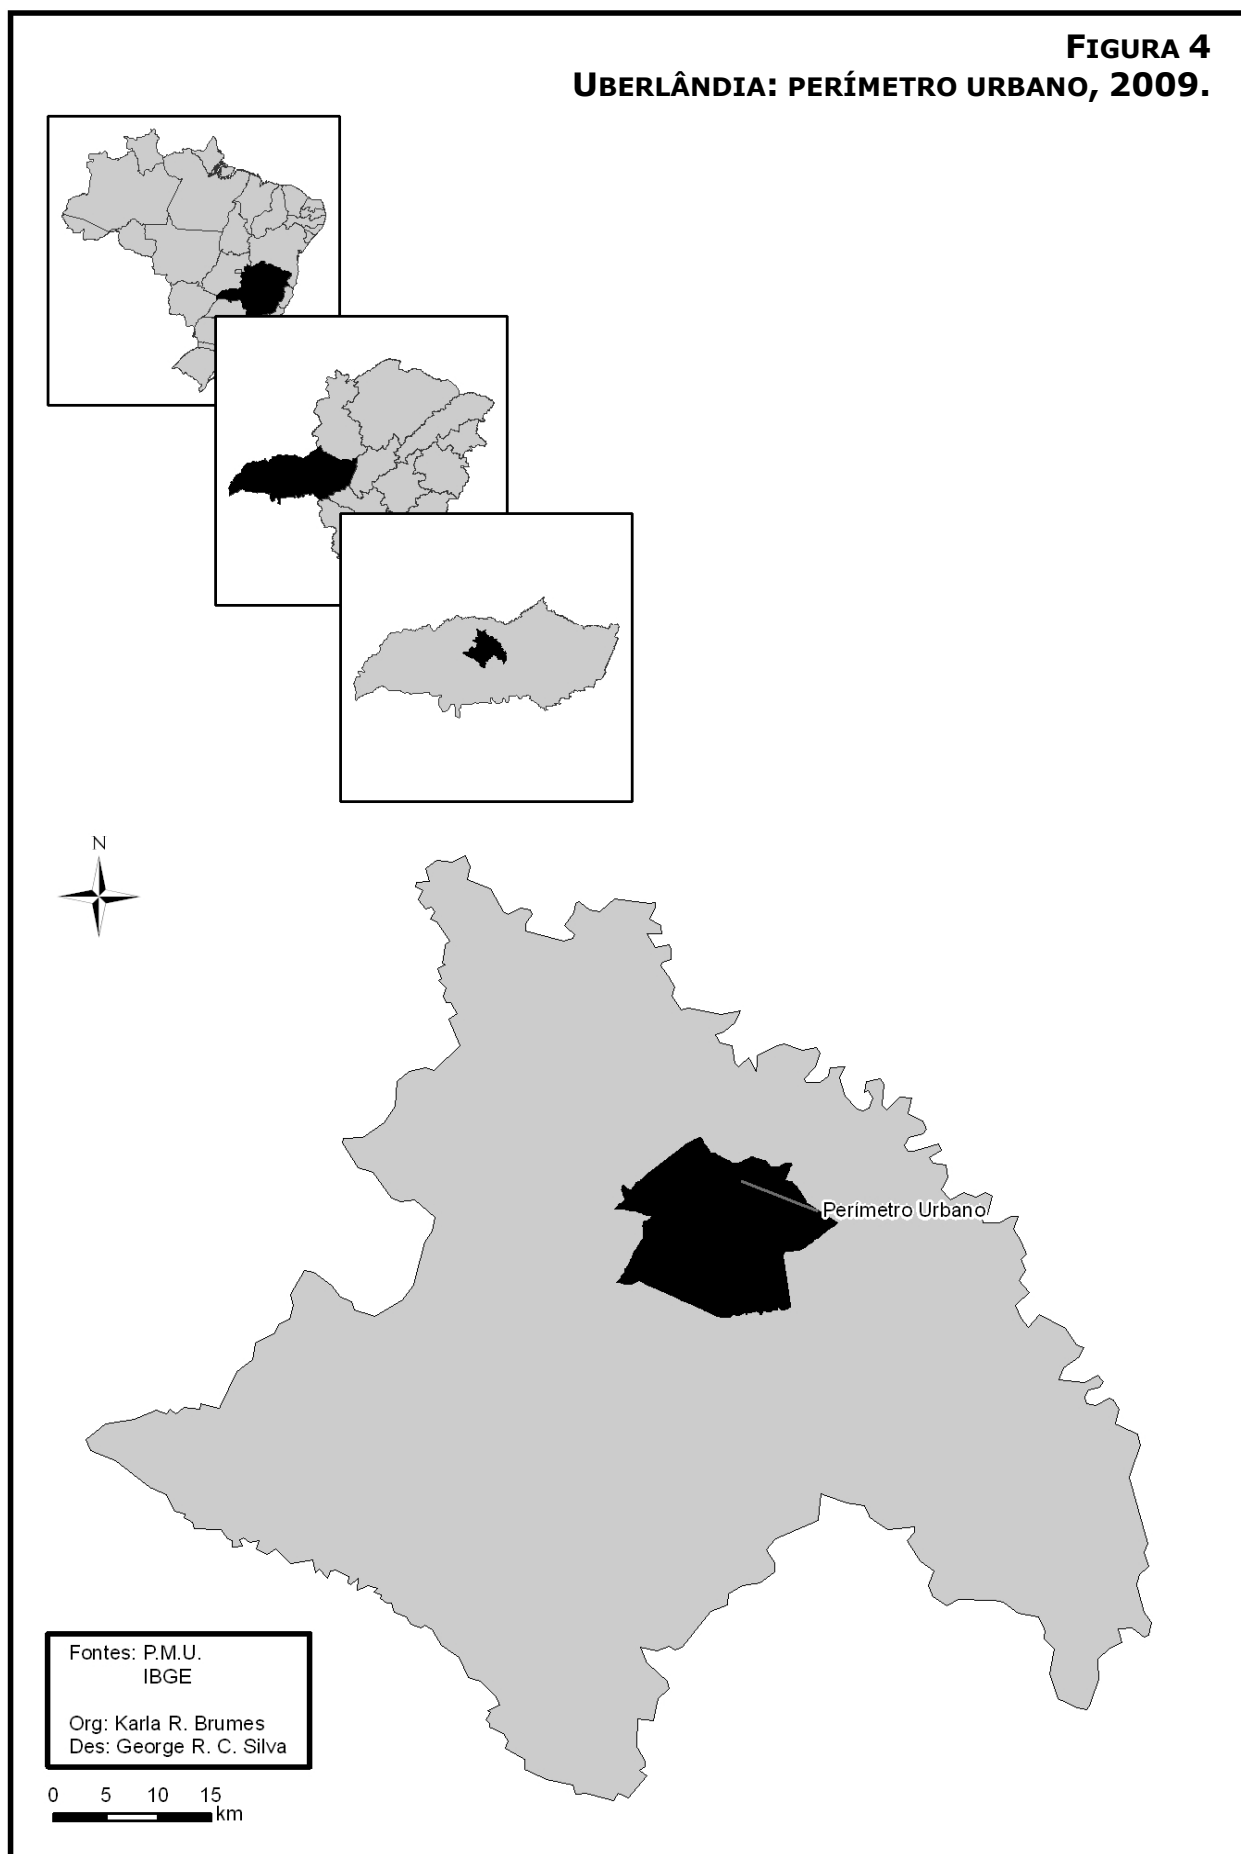 FIGURA 4
UBERLÂNDIA: PERÍMETRO URBANO, 2009.
N
Perímetro Urbano
Fontes: P.M.U.
IBGE
Org: Karla R. Brumes
Des: George R. C. Silva
0 5 10 15
km